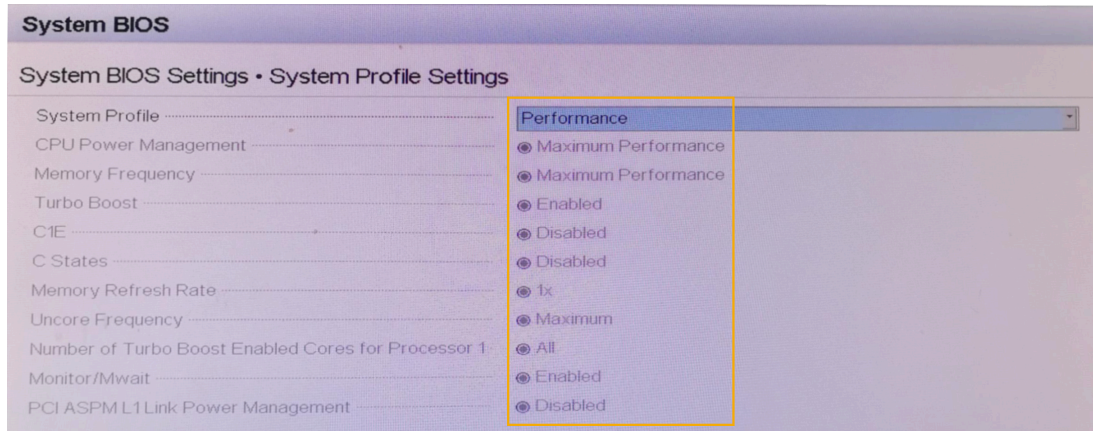 System BIOS
System BIOS Settings • System Profile Settings
System Profile Performance
CPU Power Management Maximum Performance
Memory Frequency Maximum Performance
Turbo Boost Enabled
C1E Disabled
C States Disabled
Memory Refresh Rate 1x
Uncore Frequency Maximum
Number of Turbo Boost Enabled Cores for Processor 1 All
Monitor/Mwait Enabled
PCI ASPM L1 Link Power Management Disabled